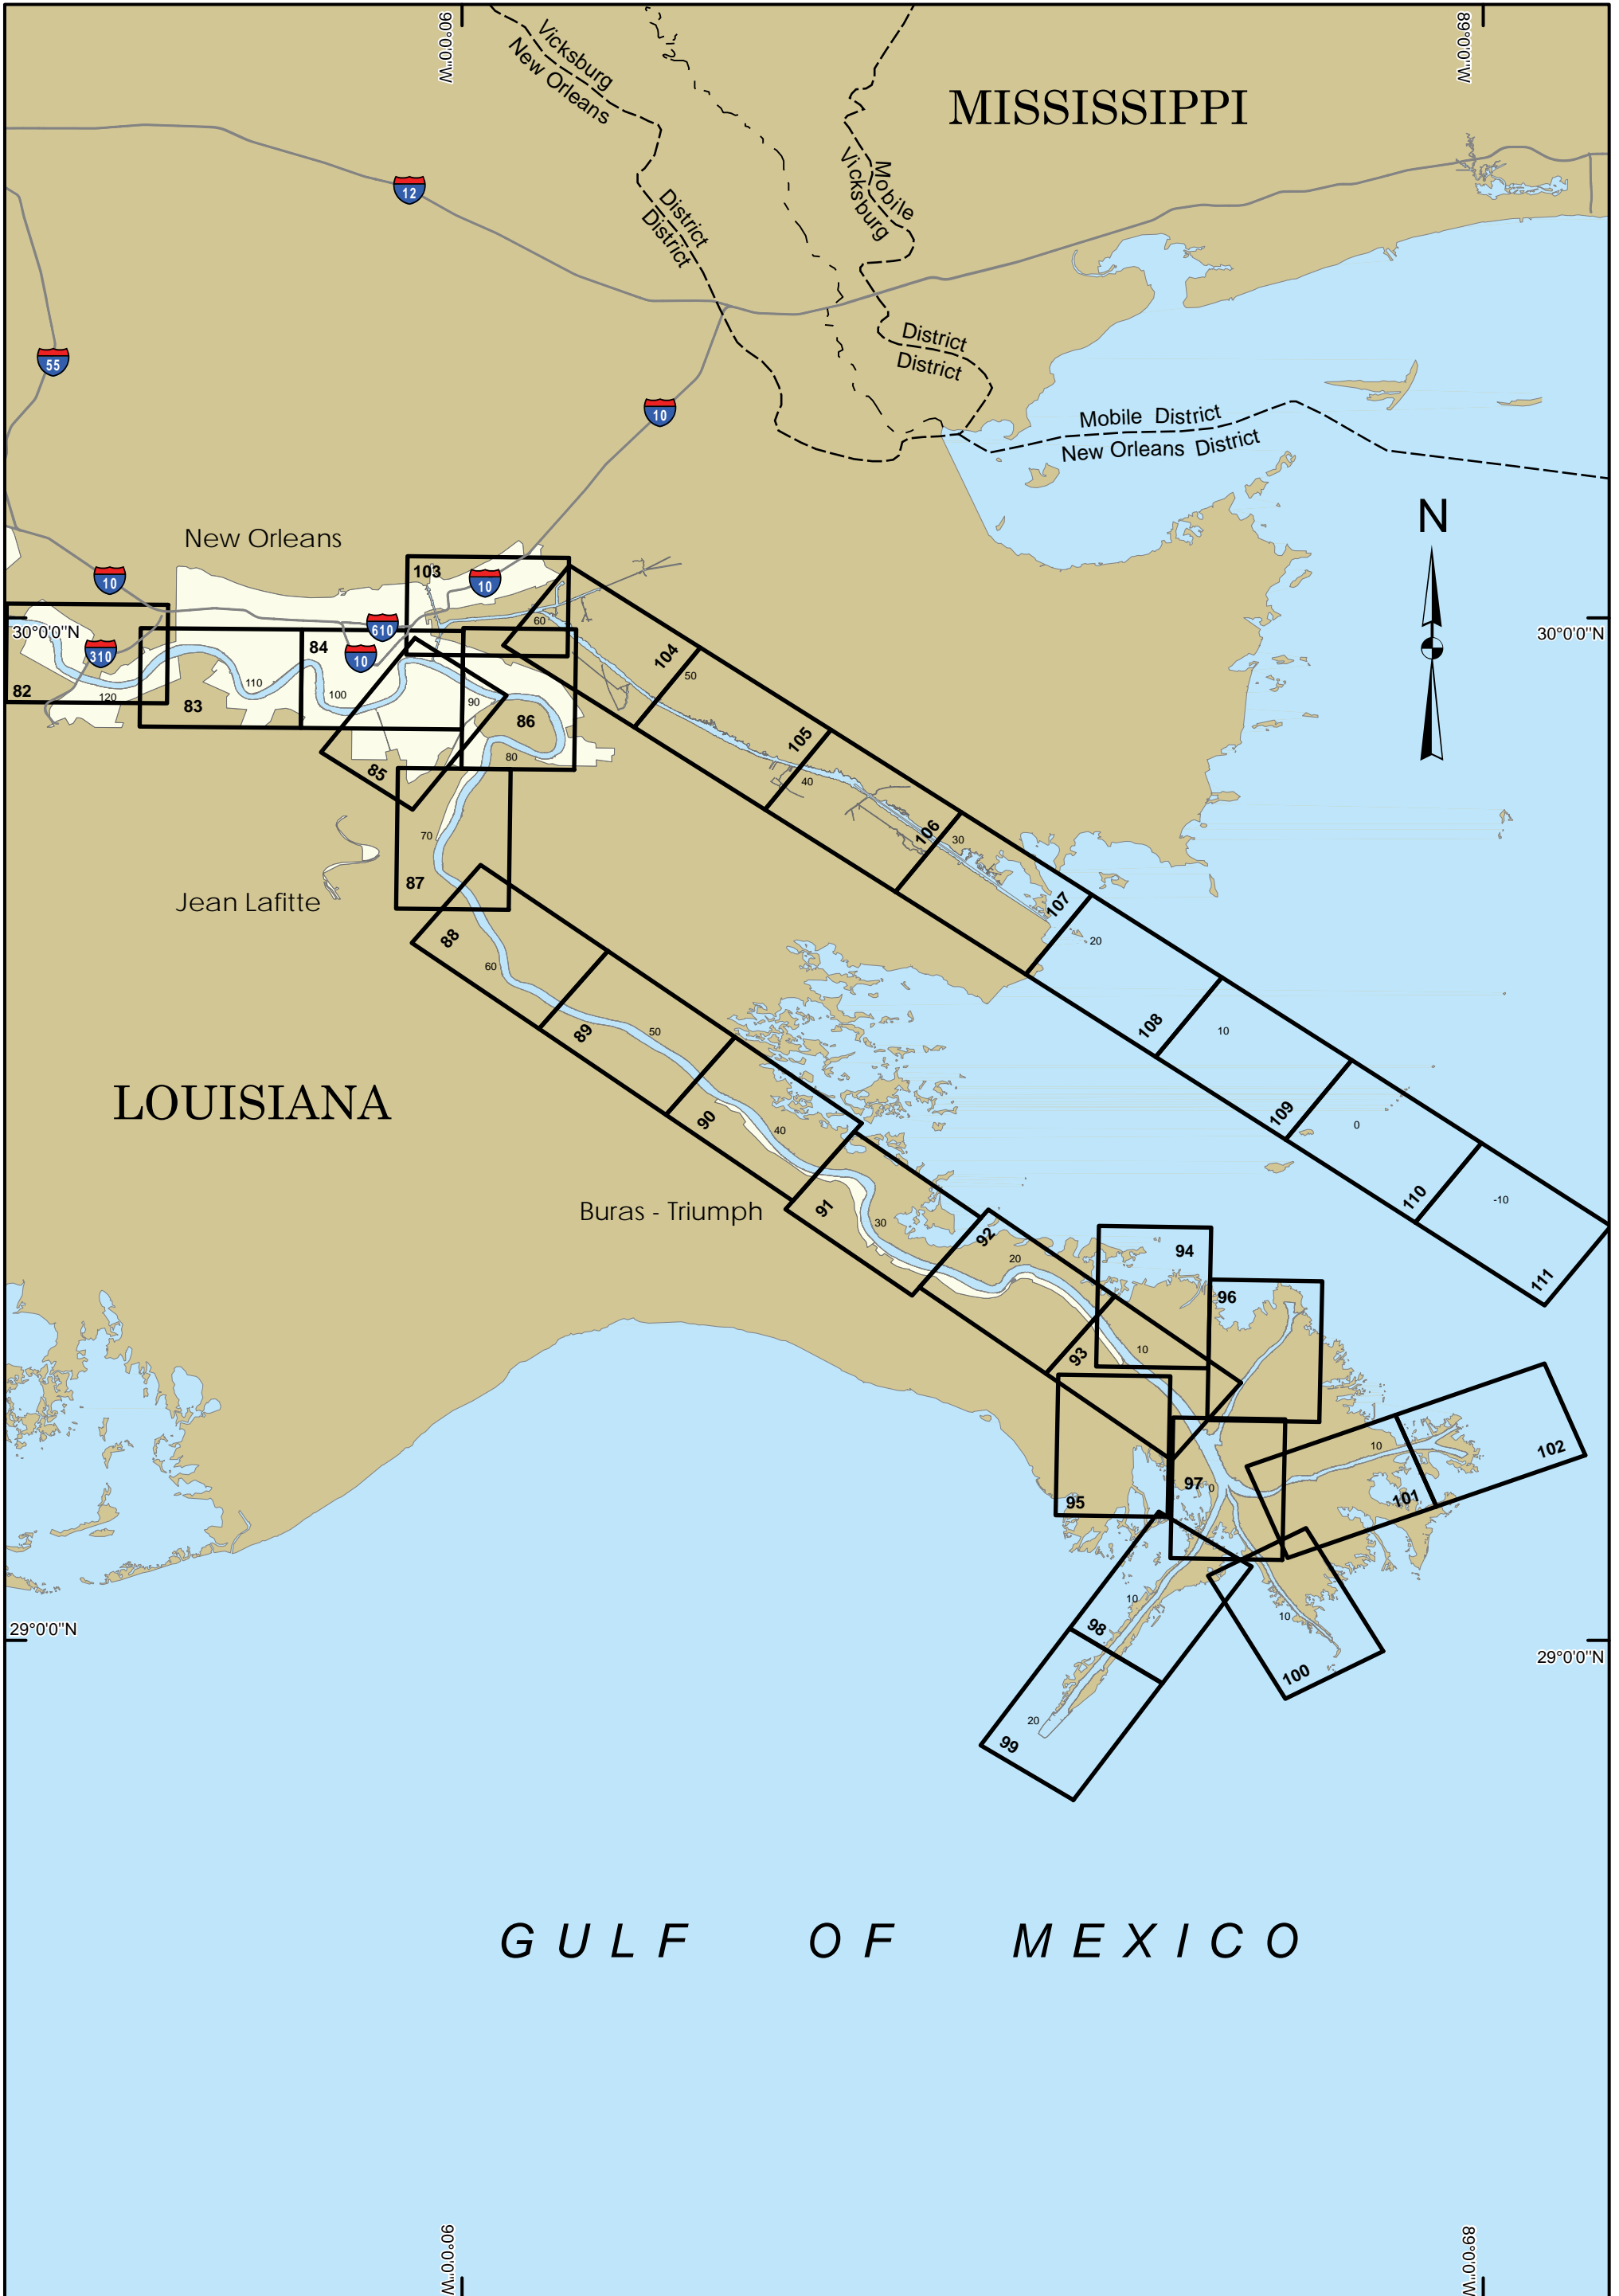 90°0'0"W
89°0'0"W
Vicksburg
New Orleans
District
District
MISSISSIPPI
Mobile
Vicksburg
District
District
Mobile District
New Orleans District
12
55
10
N
New Orleans
10
103
10
610
10
310
30°0'0"N
30°0'0"N
82
120
83
110
84
100
90
86
80
85
60
104
50
105
40
106
30
107
20
108
10
109
0
110
-10
111
70
87
Jean Lafitte
88
60
89
50
LOUISIANA
90
40
Buras - Triumph
91
30
92
20
94
96
93
10
95
97
0
10
101
102
10
98
10
100
20
99
29°0'0"N
29°0'0"N
GULF OF MEXICO
90°0'0"W
89°0'0"W